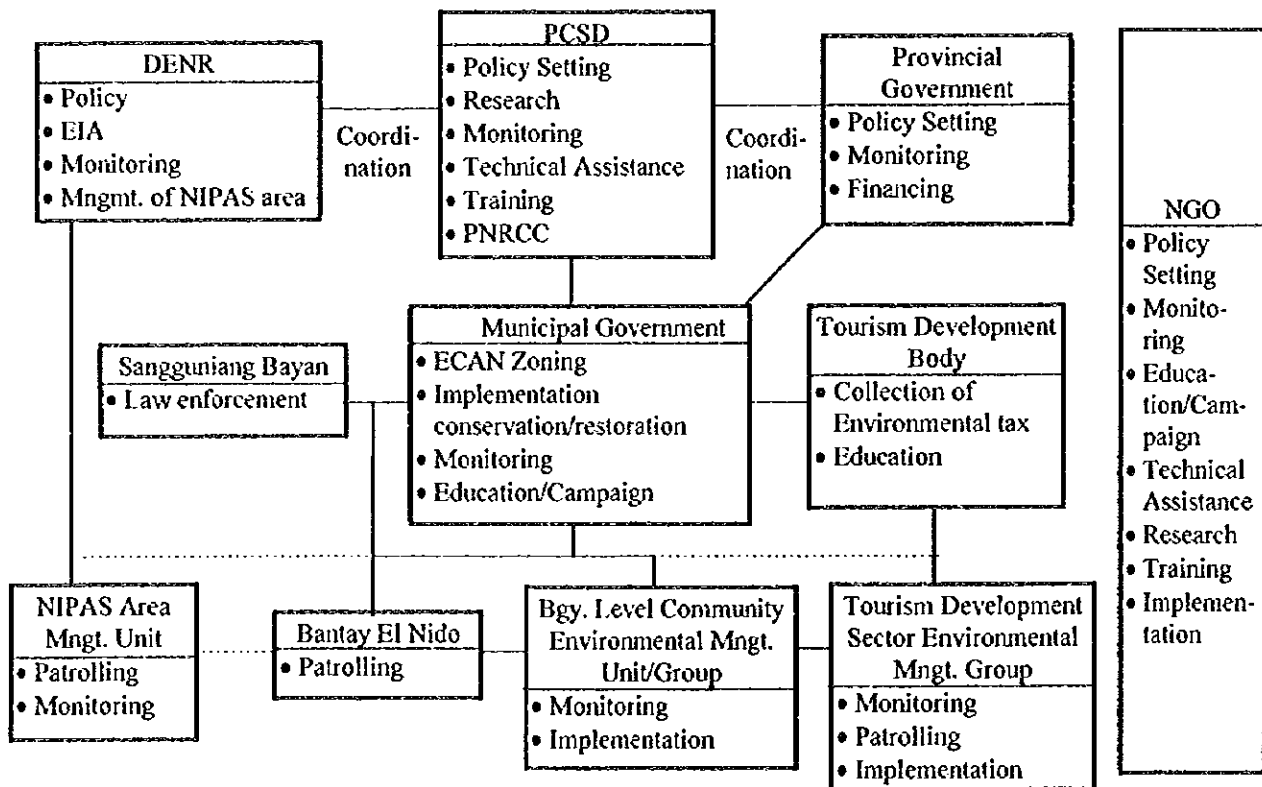 DENR
• Policy
• EIA
• Monitoring
• Mngmt. of NIPAS area
Coordi-
nation
PCSD
• Policy Setting
• Research
• Monitoring
• Technical Assistance
• Training
• PNRCC
Coordi-
nation
Provincial
Government
• Policy Setting
• Monitoring
• Financing
Sangguniang Bayan
• Law enforcement
Municipal Government
• ECAN Zoning
• Implementation
conservation/restoration
• Monitoring
• Education/Campaign
Tourism Development
Body
• Collection of
Environmental tax
• Education
NIPAS Area
Mngt. Unit
• Patrolling
• Monitoring
Bantay El Nido
• Patrolling
Bgy. Level Community
Environmental Mngt.
Unit/Group
• Monitoring
• Implementation
Tourism Development
Sector Environmental
Mngt. Group
• Monitoring
• Patrolling
• Implementation
NGO
• Policy
Setting
• Monito-
ring
• Educa-
tion/Cam-
paign
• Technical
Assistance
• Research
• Training
• Implemen-
tation